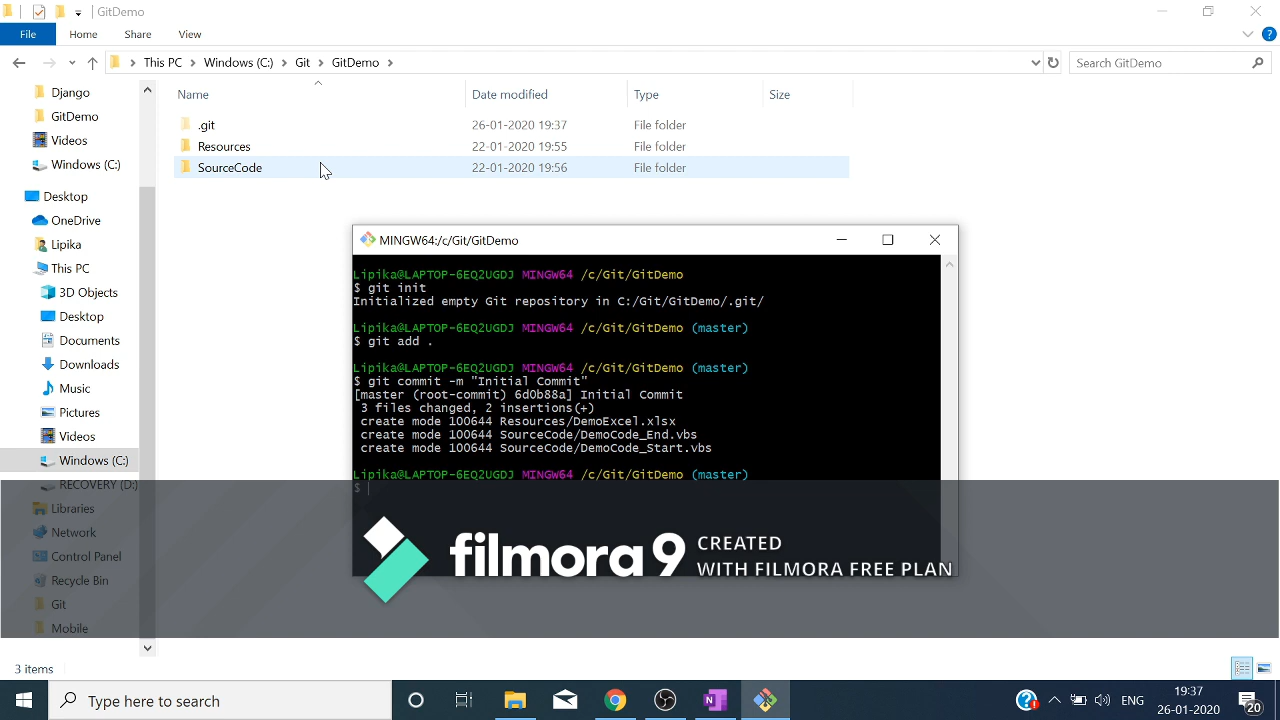 GitDemo
File Home Share View
This PC Windows (C:) Git GitDemo
Search GitDemo
Name Date modified Type Size
.git 26-01-2020 19:37 File folder
Resources 22-01-2020 19:55 File folder
SourceCode 22-01-2020 19:56 File folder
Django
GitDemo
Videos
Windows (C:)
Desktop
OneDrive
Lipika
This PC
3D Objects
Desktop
Documents
Downloads
Music
Pictures
Videos
Windows (C:)
RECOVERY (D:)
Libraries
Network
Control Panel
Recycle Bin
Git
Mobile
3 items
MINGW64:/c/Git/GitDemo
Lipika@LAPTOP-6EQ2UGDJ MINGW64 /c/Git/GitDemo
$ git init
Initialized empty Git repository in C:/Git/GitDemo/.git/
Lipika@LAPTOP-6EQ2UGDJ MINGW64 /c/Git/GitDemo (master)
$ git add .
Lipika@LAPTOP-6EQ2UGDJ MINGW64 /c/Git/GitDemo (master)
$ git commit -m "Initial Commit"
[master (root-commit) 6d0b88a] Initial Commit
3 files changed, 2 insertions(+)
create mode 100644 Resources/DemoExcel.xlsx
create mode 100644 SourceCode/DemoCode_End.vbs
create mode 100644 SourceCode/DemoCode_Start.vbs
Lipika@LAPTOP-6EQ2UGDJ MINGW64 /c/Git/GitDemo (master)
$
filmora 9 CREATED
WITH FILMORA FREE PLAN
Type here to search
ENG
19:37
26-01-2020
20